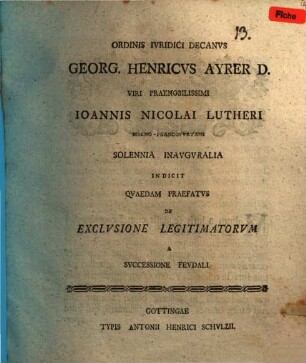 Fiche
13.
ORDINIS IVRIDICI DECANVS
GEORG. HENRICVS AYRER D.
VIRI PRAENOBILISSIMI
IOANNIS NICOLAI LUTHERI
SOLENNIA INAVGVRALIA
INDICIT
QVAEDAM PRAEFATVS
DE
EXCLVSIONE LEGITIMATORVM
A
SVCCESSIONE FEVDALI.
GOTTINGAE
TYPIS ANTONII HENRICI SCHVLZII.